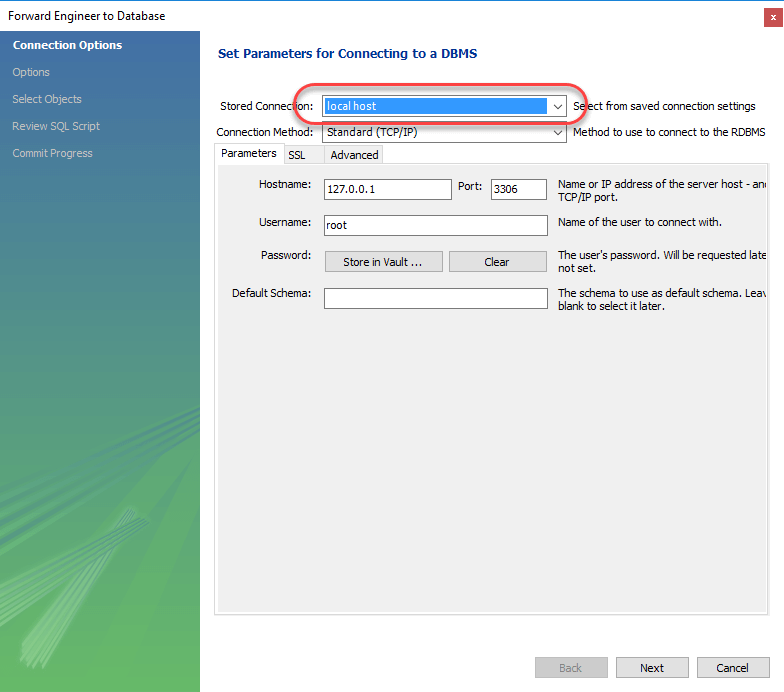 Forward Engineer to Database
x
Connection Options
Options
Select Objects
Review SQL Script
Commit Progress
Set Parameters for Connecting to a DBMS
Stored Connection: local host Select from saved connection settings
Connection Method: Standard (TCP/IP) Method to use to connect to the RDBMS
Parameters SSL Advanced
Hostname: 127.0.0.1 Port: 3306 Name or IP address of the server host - and
TCP/IP port.
Username: root Name of the user to connect with.
Password: Store in Vault ... Clear The user's password. Will be requested late
not set.
Default Schema: The schema to use as default schema. Leav
blank to select it later.
Back Next Cancel